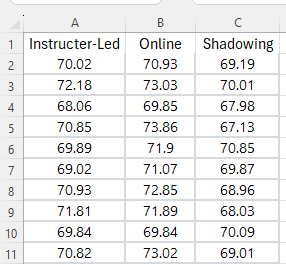 A B C
1 Instructer-Led Online Shadowing
2 70.02 70.93 69.19
3 72.18 73.03 70.01
4 68.06 69.85 67.98
5 70.85 73.86 67.13
6 69.89 71.9 70.85
7 69.02 71.07 69.87
8 70.93 72.85 68.96
9 71.81 71.89 68.03
10 69.84 69.84 70.09
11 70.82 73.02 69.01